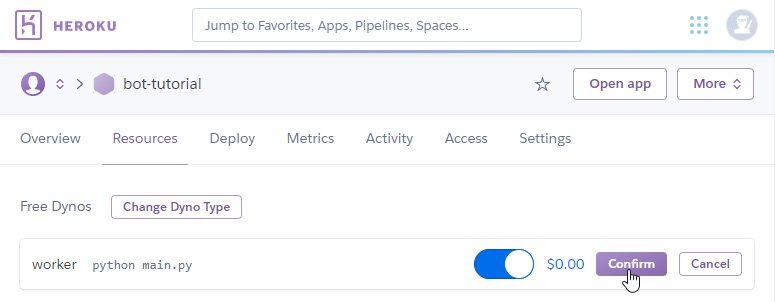 HEROKU
Jump to Favorites, Apps, Pipelines, Spaces...
bot-tutorial
Open app
More
Overview Resources Deploy Metrics Activity Access Settings
Free Dynos Change Dyno Type
worker python main.py $0.00 Confirm Cancel